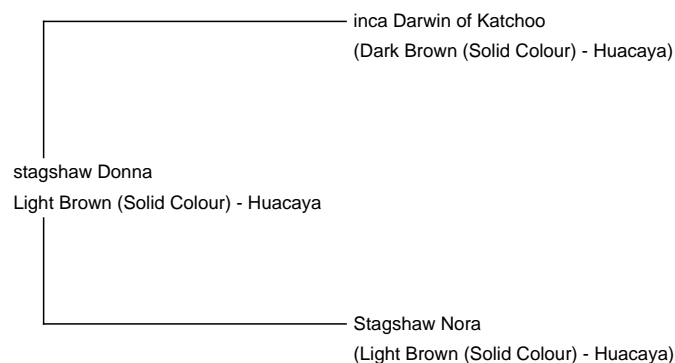 inca Darwin of Katchoo
(Dark Brown (Solid Colour) - Huacaya)
stagshaw Donna
Light Brown (Solid Colour) - Huacaya
Stagshaw Nora
(Light Brown (Solid Colour) - Huacaya)